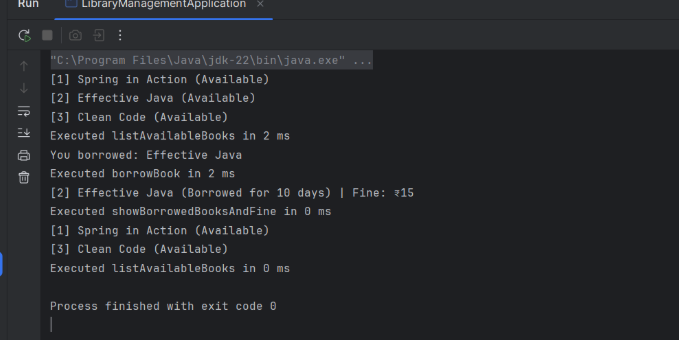 Run LibraryManagementApplication
"C:\Program Files\Java\jdk-22\bin\java.exe" ...
[1] Spring in Action (Available)
[2] Effective Java (Available)
[3] Clean Code (Available)
Executed listAvailableBooks in 2 ms
You borrowed: Effective Java
Executed borrowBook in 2 ms
[2] Effective Java (Borrowed for 10 days) | Fine: ₹15
Executed showBorrowedBooksAndFine in 0 ms
[1] Spring in Action (Available)
[3] Clean Code (Available)
Executed listAvailableBooks in 0 ms
Process finished with exit code 0